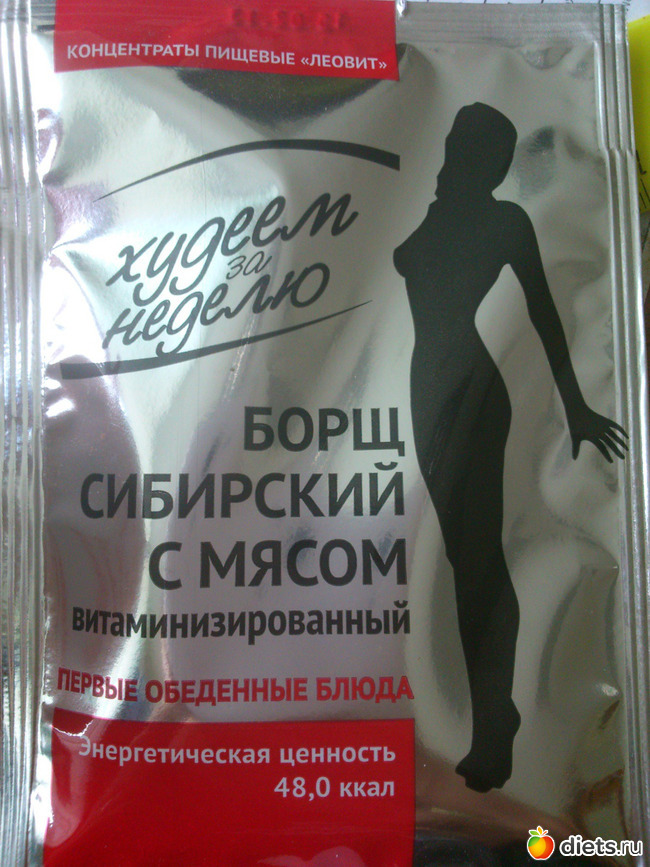 КОНЦЕНТРАТЫ ПИЩЕВЫЕ «ЛЕОВИТ»
худеем
за
неделю
БОРЩ
СИБИРСКИЙ
С МЯСОМ
витаминизированный
ПЕРВЫЕ ОБЕДЕННЫЕ БЛЮДА
Энергетическая ценность
48,0 ккал
diets.ru